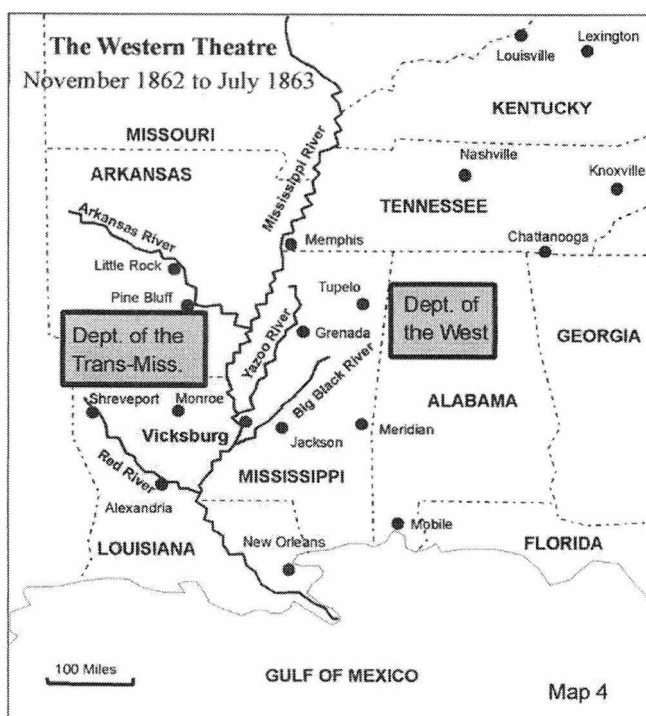 The Western Theatre
November 1862 to July 1863
Lexington
Louisville
KENTUCKY
MISSOURI
Mississippi River
Nashville
Knoxville
ARKANSAS
TENNESSEE
Arkansas River
Memphis
Chattanooga
Little Rock
Pine Bluff
Tupelo
Dept. of
the West
Yazoo River
Grenada
GEORGIA
Dept. of the
Trans-Miss.
Big Black River
Shreveport
Monroe
Vicksburg
ALABAMA
Jackson
Meridian
Red River
MISSISSIPPI
Alexandria
Mobile
LOUISIANA
New Orleans
FLORIDA
100 Miles
GULF OF MEXICO
Map 4